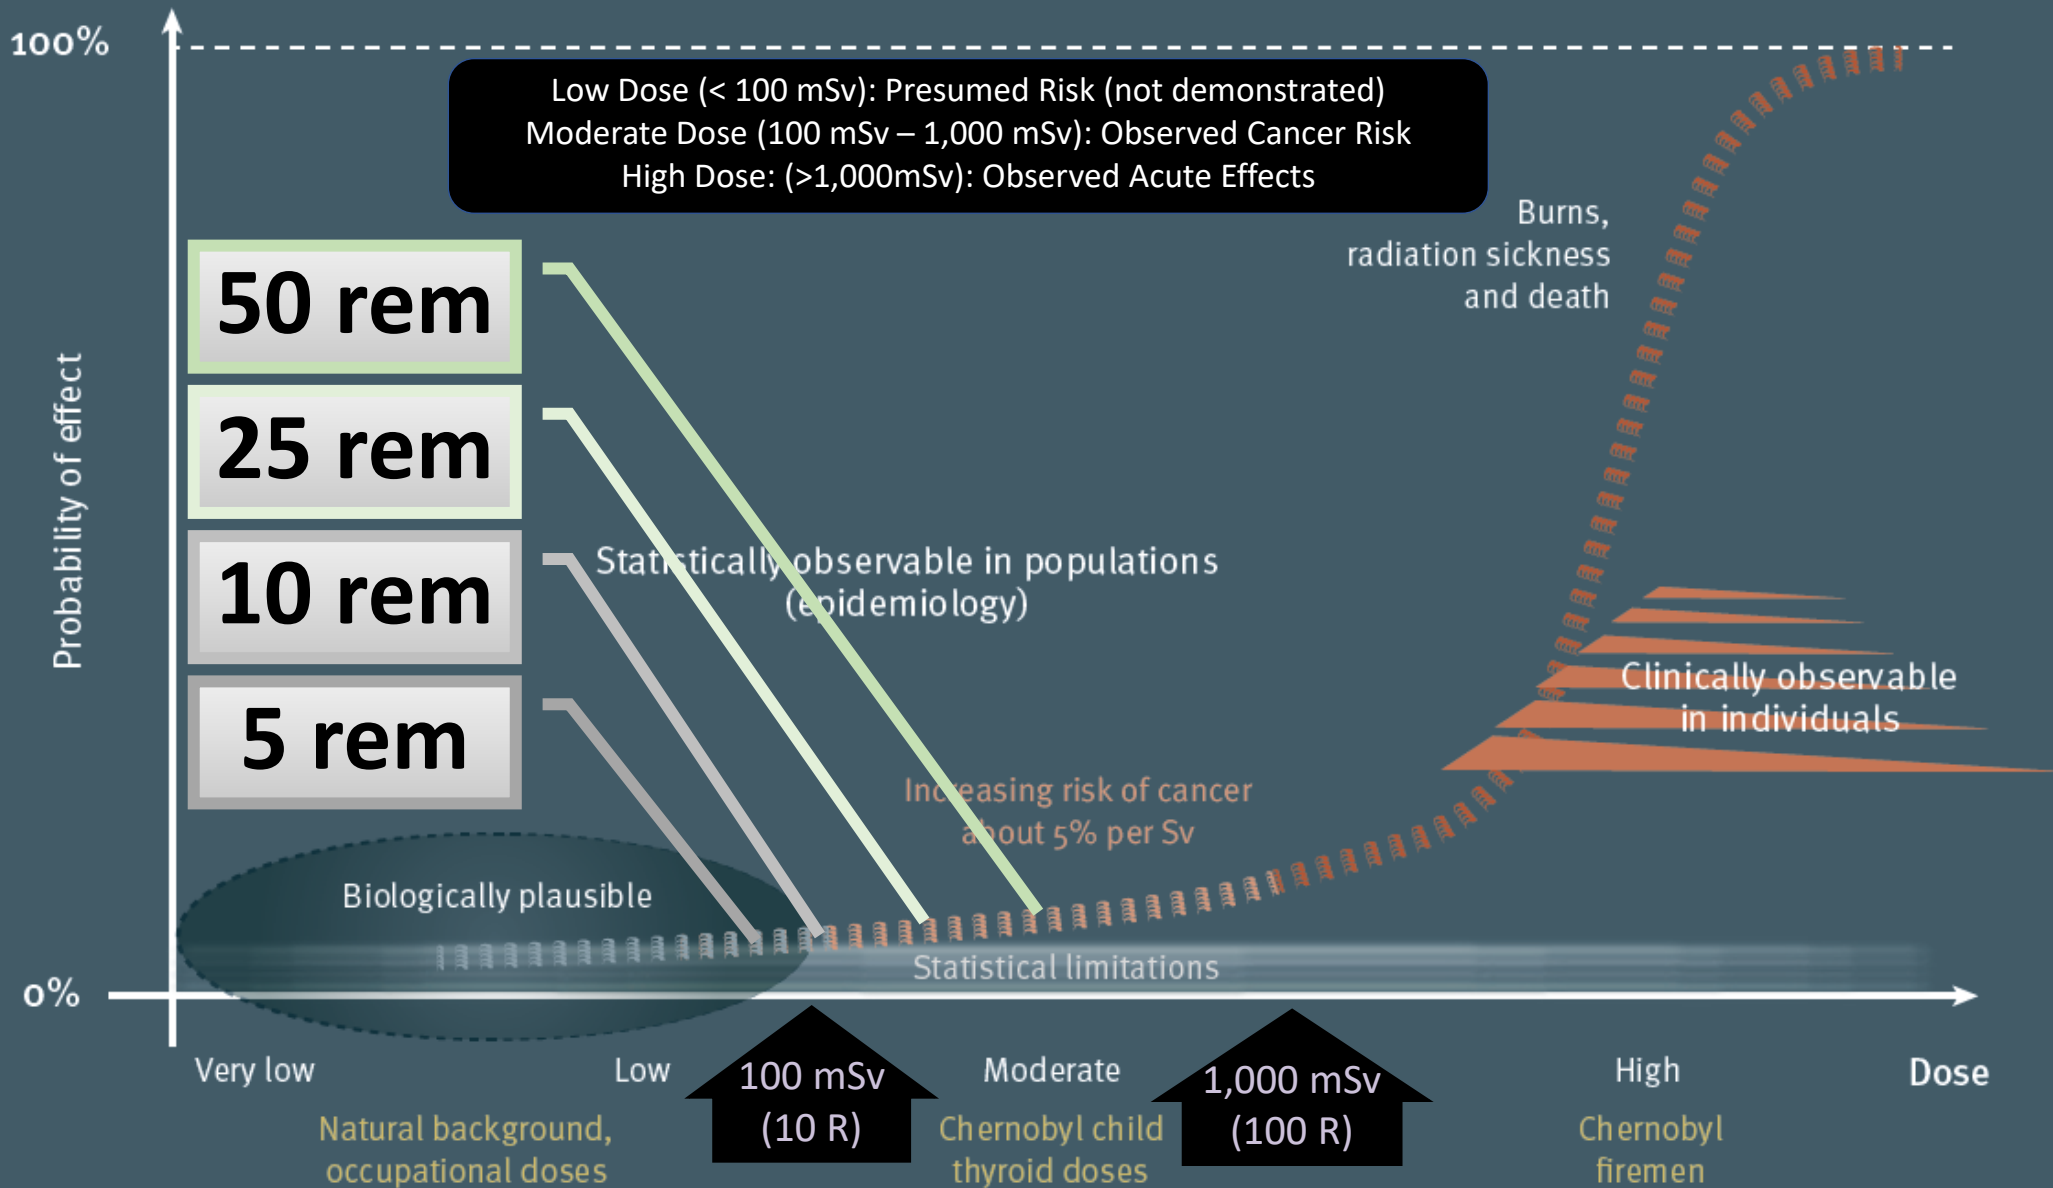 100%
Low Dose (< 100 mSv): Presumed Risk (not demonstrated)
Moderate Dose (100 mSv – 1,000 mSv): Observed Cancer Risk
High Dose: (>1,000mSv): Observed Acute Effects
Burns,
radiation sickness
and death
50 rem
25 rem
10 rem
5 rem
Probability of effect
Statistically observable in populations
(epidemiology)
Clinically observable
in individuals
Increasing risk of cancer
about 5% per Sv
Biologically plausible
Statistical limitations
0%
Very low
Low
100 mSv
(10 R)
Moderate
1,000 mSv
(100 R)
High
Dose
Natural background,
occupational doses
Chernobyl child
thyroid doses
Chernobyl
firemen